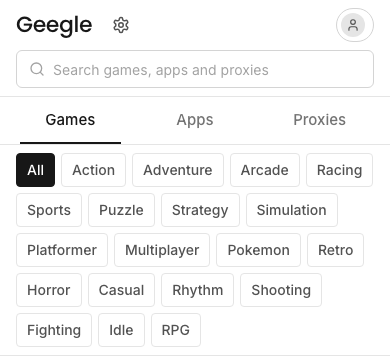 Geegle
Search games, apps and proxies
Games Apps Proxies
All Action Adventure Arcade Racing
Sports Puzzle Strategy Simulation
Platformer Multiplayer Pokemon Retro
Horror Casual Rhythm Shooting
Fighting Idle RPG